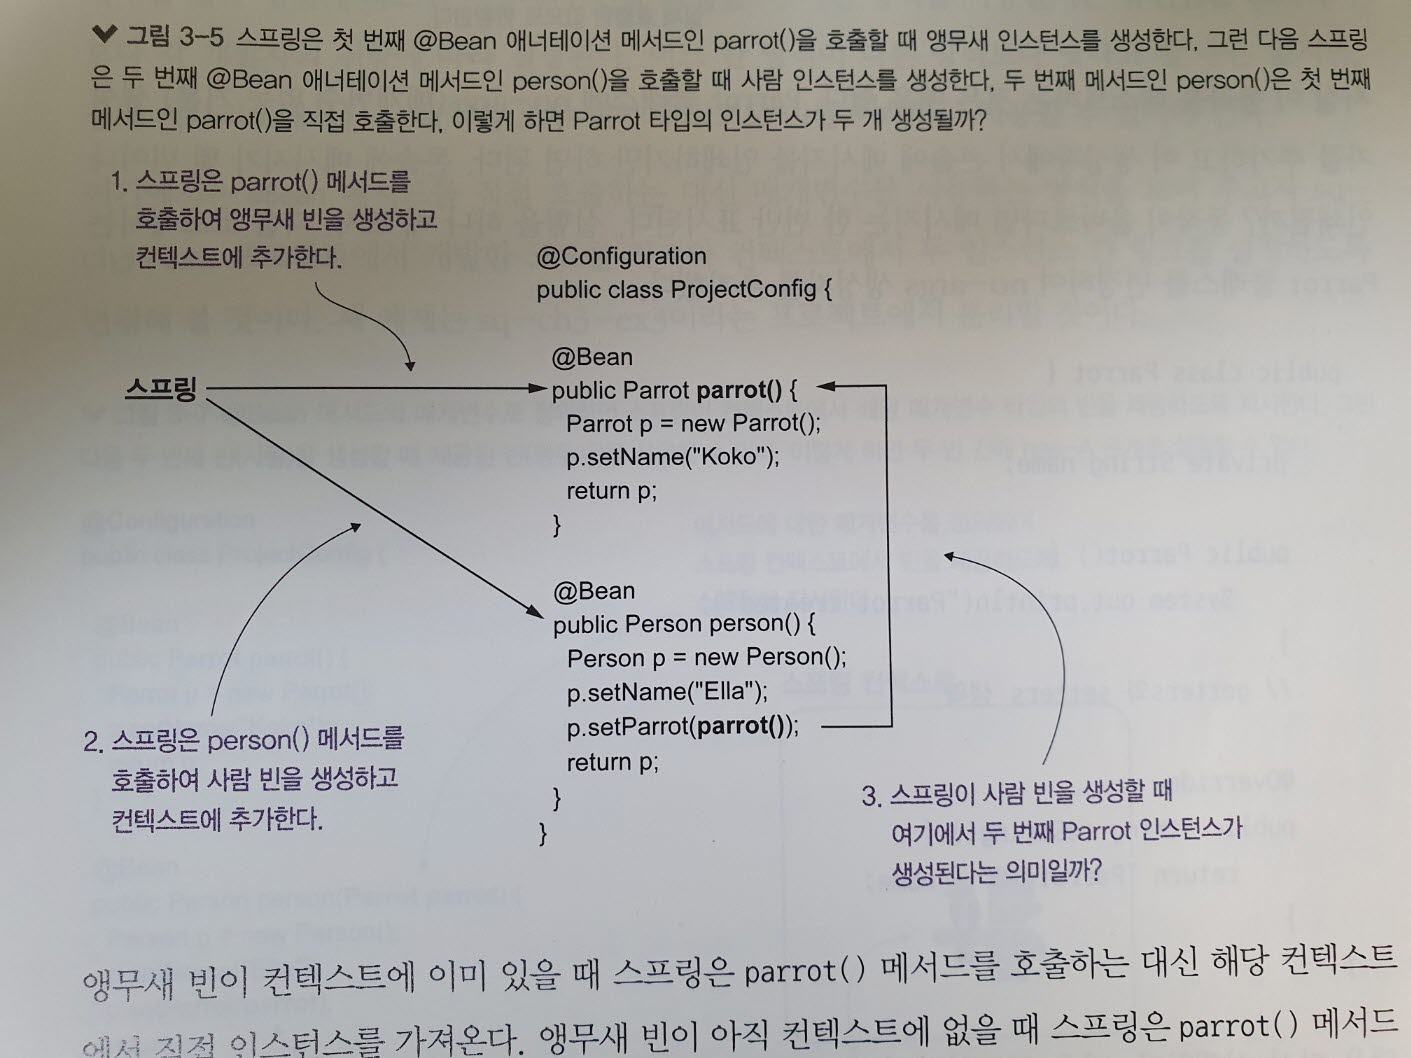 그림 3-5 스프링은 첫 번째 @Bean 애너테이션 메서드인 parrot()을 호출할 때 앵무새 인스턴스를 생성한다. 그런 다음 스프링
은 두 번째 @Bean 애너테이션 메서드인 person()을 호출할 때 사람 인스턴스를 생성한다. 두 번째 메서드인 person()은 첫 번째
메서드인 parrot()을 직접 호출한다. 이렇게 하면 Parrot 타입의 인스턴스가 두 개 생성될까?
1. 스프링은 parrot() 메서드를
호출하여 앵무새 빈을 생성하고
컨텍스트에 추가한다.
@Configuration
public class ProjectConfig {
@Bean
스프링
public Parrot parrot() {
Parrot p = new Parrot();
p.setName("Koko");
return p;
}
@Bean
public Person person() {
Person p = new Person();
p.setName("Ella");
p.setParrot(parrot());
return p;
}
}
2. 스프링은 person() 메서드를
호출하여 사람 빈을 생성하고
컨텍스트에 추가한다.
3. 스프링이 사람 빈을 생성할 때
여기에서 두 번째 Parrot 인스턴스가
생성된다는 의미일까?
앵무새 빈이 컨텍스트에 이미 있을 때 스프링은 parrot() 메서드를 호출하는 대신 해당 컨텍스트
에서 직접 인스턴스를 가져온다. 앵무새 빈이 아직 컨텍스트에 없을 때 스프링은 parrot() 메서드